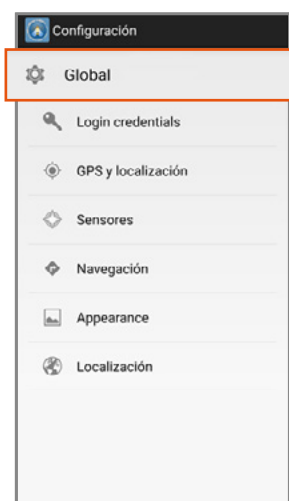 Configuración
Global
Login credentials
GPS y localización
Sensores
Navegación
Appearance
Localización